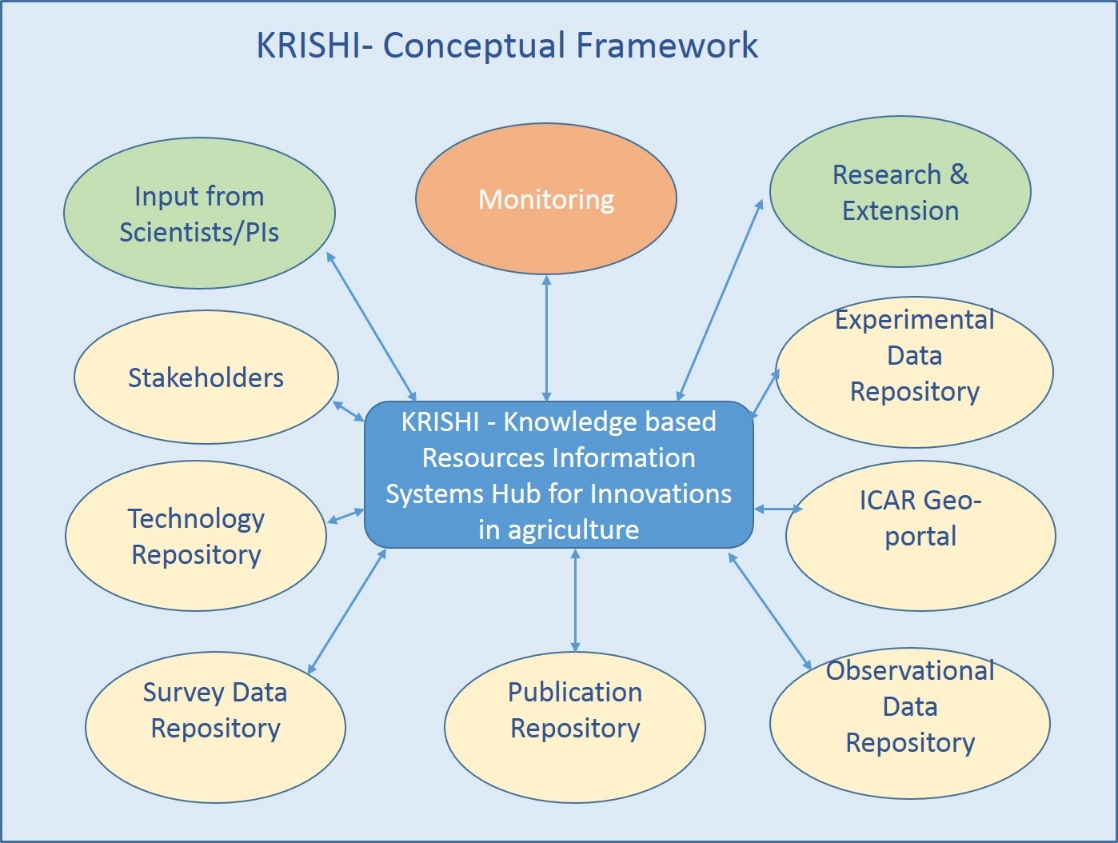 KRISHI- Conceptual Framework
Input from
Scientists/PIs
Monitoring
Research &
Extension
Stakeholders
Experimental
Data
Repository
KRISHI - Knowledge based
Resources Information
Systems Hub for Innovations
in agriculture
Technology
Repository
ICAR Geo-
portal
Survey Data
Repository
Publication
Repository
Observational
Data
Repository